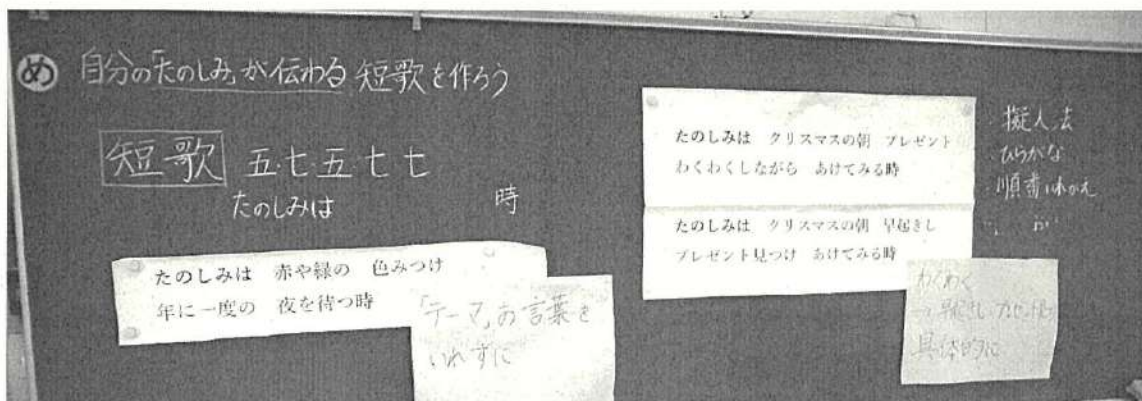 め 自分の「たのしみ」が伝わる 短歌を作ろう
短歌 五・七・五・七 七
たのしみは 時
たのしみは 赤や緑の 色みつけ
年に一度の 夜を待つ時
「テーマ」の言葉を
いれずに
たのしみは クリスマスの朝 プレゼント
わくわくしながら あけてみる時
たのしみは クリスマスの朝 早起きし
プレゼント見つけ あけてみる時
・擬人法
・ひらがな
・順番いれかえ
わくわく
→早起きし
具体的に